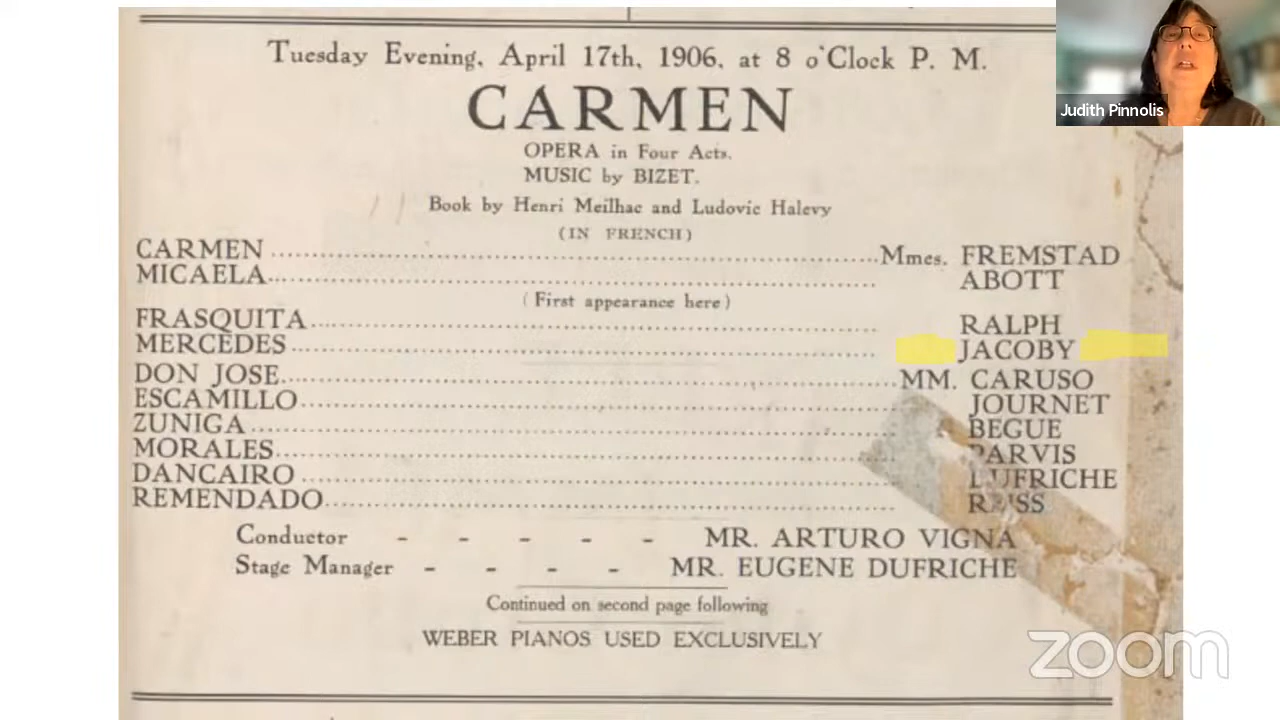 Tuesday Evening, April 17th, 1906, at 8 o'Clock P. M.
CARMEN
OPERA in Four Acts.
MUSIC by BIZET.
Book by Henri Meilhac and Ludovic Halevy
(IN FRENCH)
CARMEN Mmes. FREMSTAD
MICAELA ABOTT
(First appearance here)
FRASQUITA RALPH
MERCEDES JACOBY
DON JOSE MM. CARUSO
ESCAMILLO JOURNET
ZUNIGA BEGUE
MORALES PARVIS
DANCAIRO DUFRICHE
REMENDADO REISS
Conductor - - - - - MR. ARTURO VIGNA
Stage Manager - - - - MR. EUGENE DUFRICHE
Continued on second page following
WEBER PIANOS USED EXCLUSIVELY
Judith Pinnolis
zoom